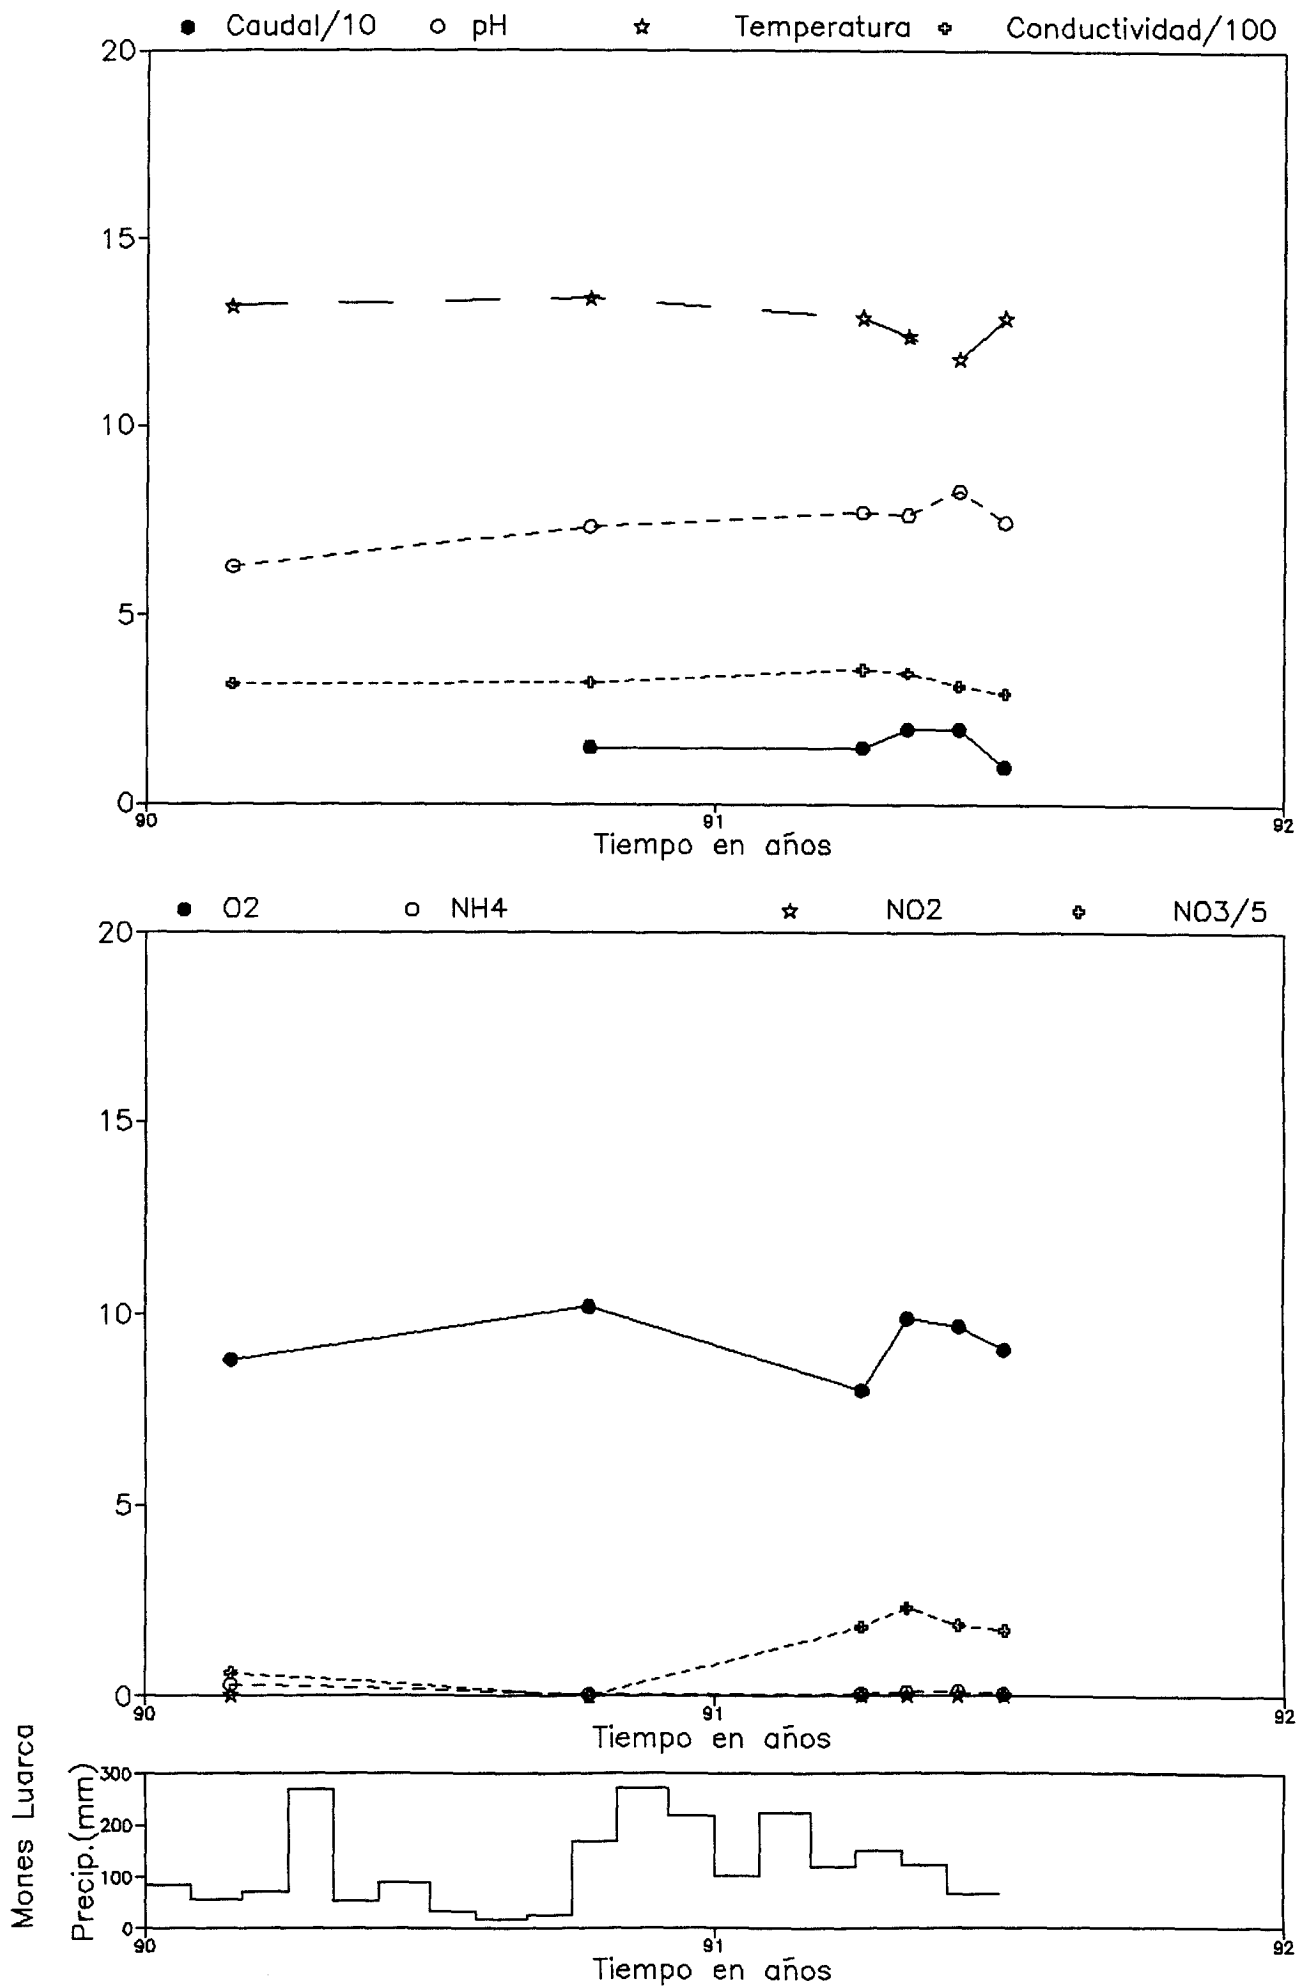 Caudal/10 pH Temperatura Conductividad/100
20
15
10
5
0
90 91 92
Tiempo en años
O2 NH4 NO2 NO3/5
20
15
10
5
0
90 91 92
Tiempo en años
Mones Luarca
Precip.(mm)
300
200
100
0
90 91 92
Tiempo en años